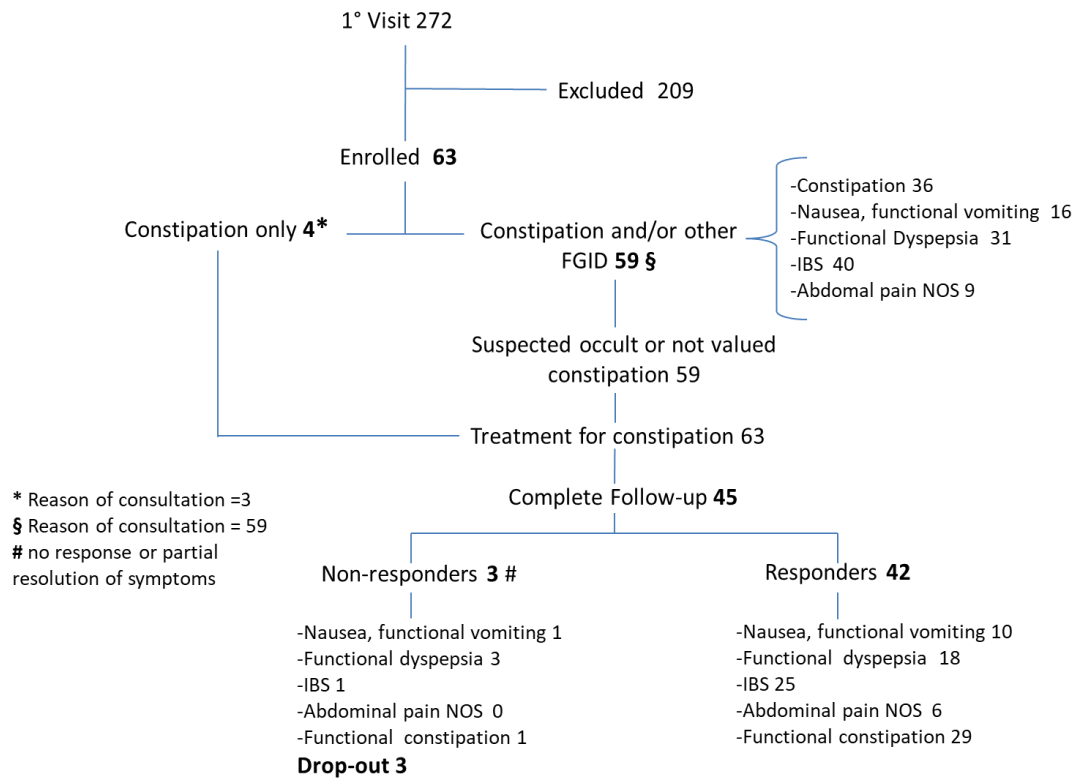 1° Visit 272
Excluded 209
Enrolled 63
Constipation only 4*
Constipation and/or other
FGID 59 §
-Constipation 36
-Nausea, functional vomiting 16
-Functional Dyspepsia 31
-IBS 40
-Abdomal pain NOS 9
Suspected occult or not valued
constipation 59
Treatment for constipation 63
Complete Follow-up 45
* Reason of consultation =3
§ Reason of consultation = 59
# no response or partial
resolution of symptoms
Non-responders 3 #
-Nausea, functional vomiting 1
-Functional dyspepsia 3
-IBS 1
-Abdominal pain NOS 0
-Functional constipation 1
Drop-out 3
Responders 42
-Nausea, functional vomiting 10
-Functional dyspepsia 18
-IBS 25
-Abdominal pain NOS 6
-Functional constipation 29